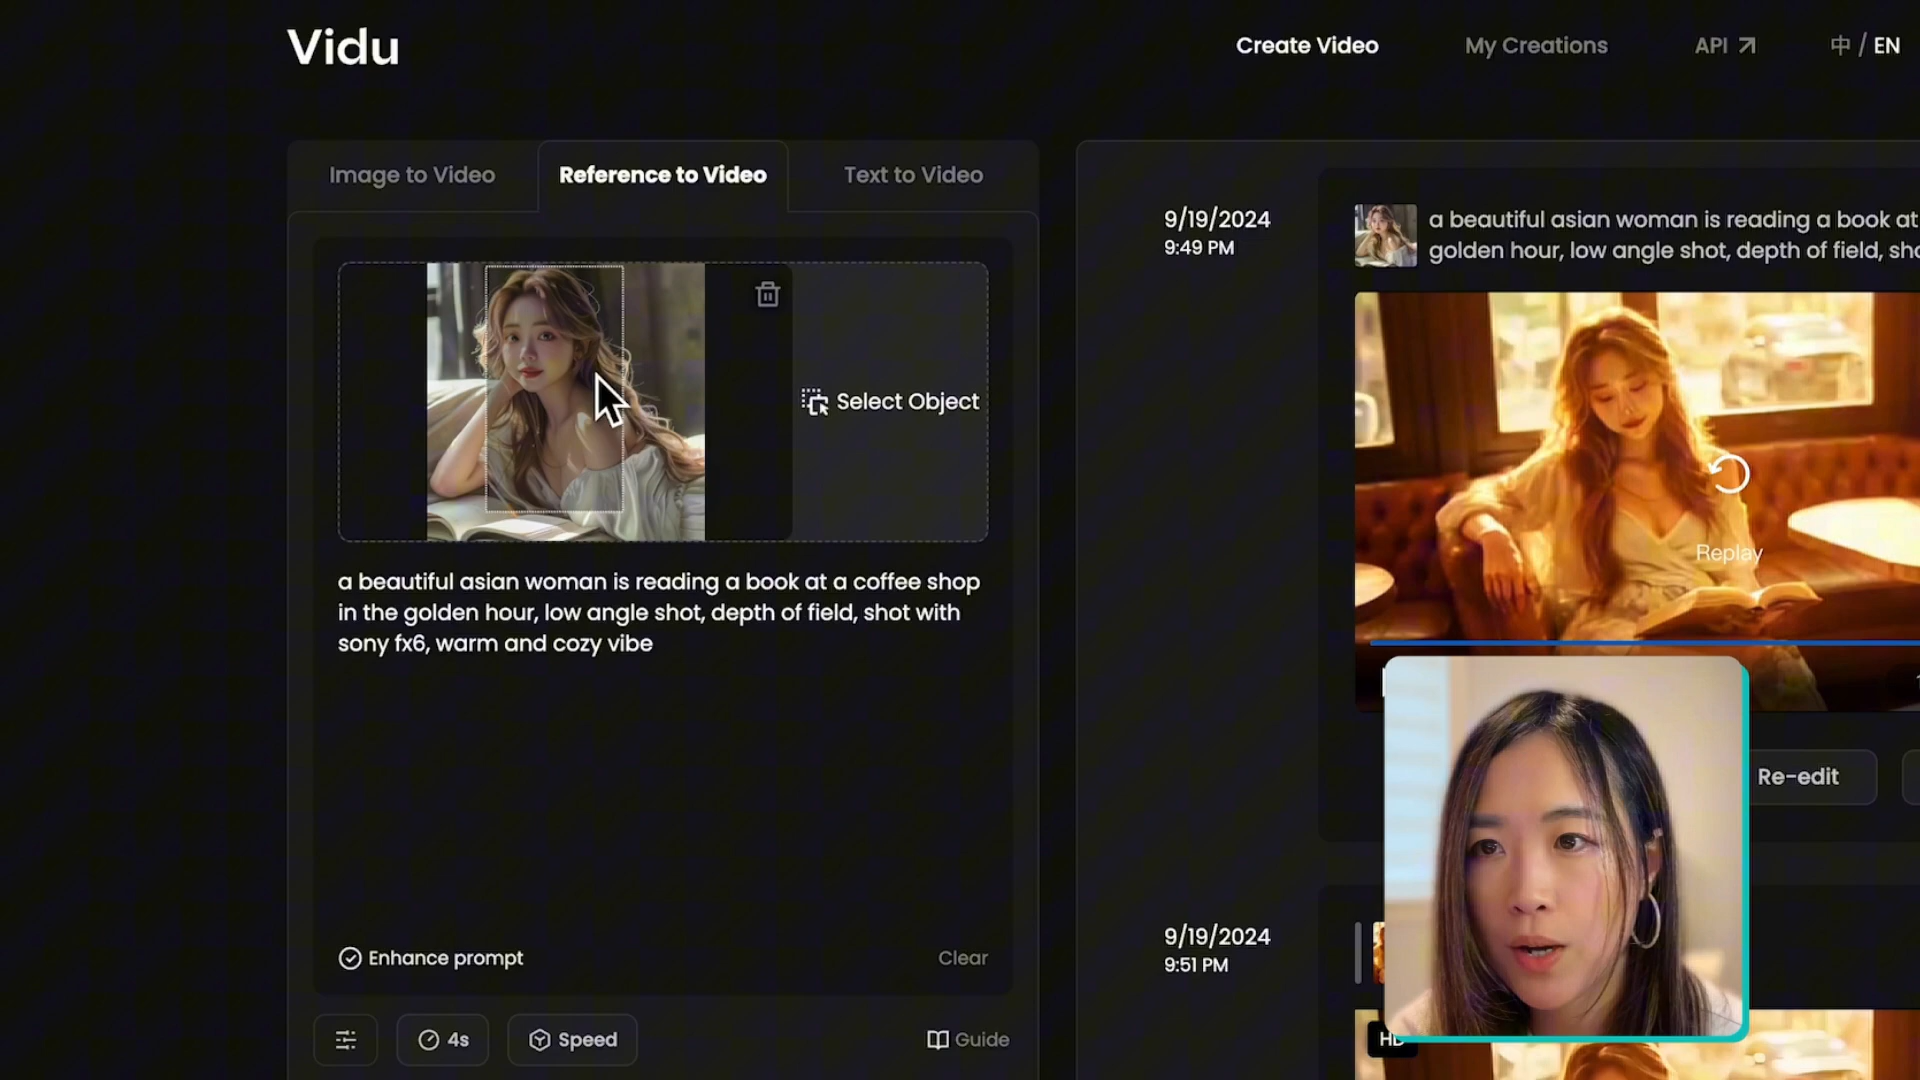 Vidu
Create Video
My Creations
API
中 / EN
Image to Video
Reference to Video
Text to Video
Select Object
a beautiful asian woman is reading a book at a coffee shop
in the golden hour, low angle shot, depth of field, shot with
sony fx6, warm and cozy vibe
Enhance prompt
Clear
4s
Speed
Guide
9/19/2024
9:49 PM
a beautiful asian woman is reading a book at
golden hour, low angle shot, depth of field,
Replay
Re-edit
9/19/2024
9:51 PM
HD